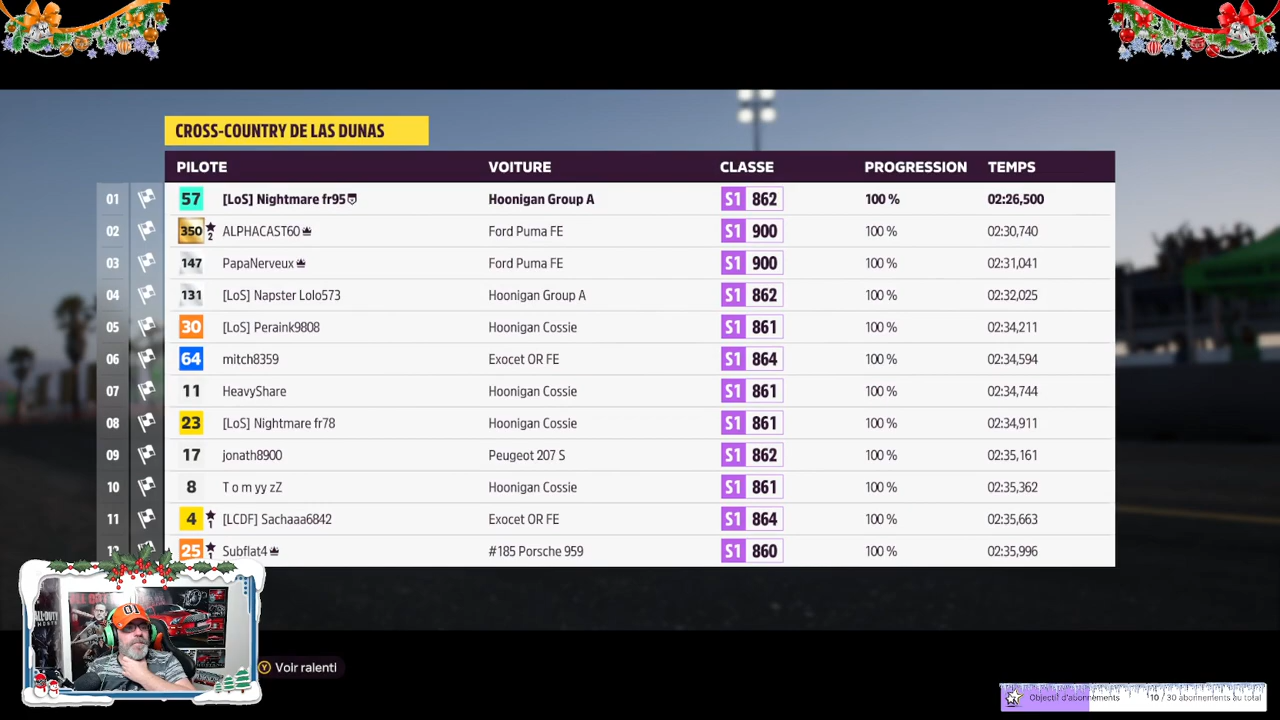 CROSS-COUNTRY DE LAS DUNAS
PILOTE VOITURE CLASSE PROGRESSION TEMPS
01 57 [LoS] Nightmare fr95 Hoonigan Group A S1 862 100 % 02:26,500
02 350 2 ALPHACAST60 Ford Puma FE S1 900 100 % 02:30,740
03 147 PapaNerveux Ford Puma FE S1 900 100 % 02:31,041
04 131 [LoS] Napster Lolo573 Hoonigan Group A S1 862 100 % 02:32,025
05 30 [LoS] Peraink9808 Hoonigan Cossie S1 861 100 % 02:34,211
06 64 mitch8359 Exocet OR FE S1 864 100 % 02:34,594
07 11 HeavyShare Hoonigan Cossie S1 861 100 % 02:34,744
08 23 [LoS] Nightmare fr78 Hoonigan Cossie S1 861 100 % 02:34,911
09 17 jonath8900 Peugeot 207 S S1 862 100 % 02:35,161
10 8 T o m yy zZ Hoonigan Cossie S1 861 100 % 02:35,362
11 4 1 [LCDF] Sachaaa6842 Exocet OR FE S1 864 100 % 02:35,663
12 25 1 Subflat4 #185 Porsche 959 S1 860 100 % 02:35,996
Y Voir ralenti
Objectif d'abonnements 10 / 30 abonnements au total